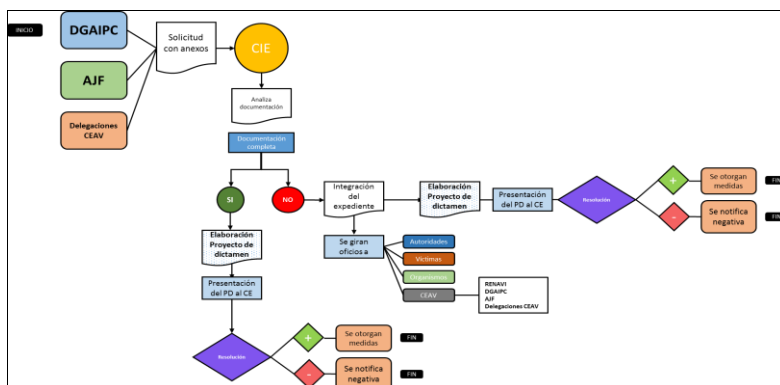 INICIO
DGAIPC
AJF
Delegaciones
CEAV
Solicitud
con anexos
CIE
Analiza
documentación
Documentación
completa
SI
NO
Integración
del
expediente
Elaboración
Proyecto de
dictamen
Presentación
del PD al CE
Resolución
+
Se otorgan
medidas
FIN
-
Se notifica
negativa
FIN
Se giran
oficios a
Autoridades
Víctimas
Organismos
CEAV
RENAVI
DGAIPC
AJF
Delegaciones CEAV
Elaboración
Proyecto de
dictamen
Presentación
del PD al CE
Resolución
+
Se otorgan
medidas
FIN
-
Se notifica
negativa
FIN